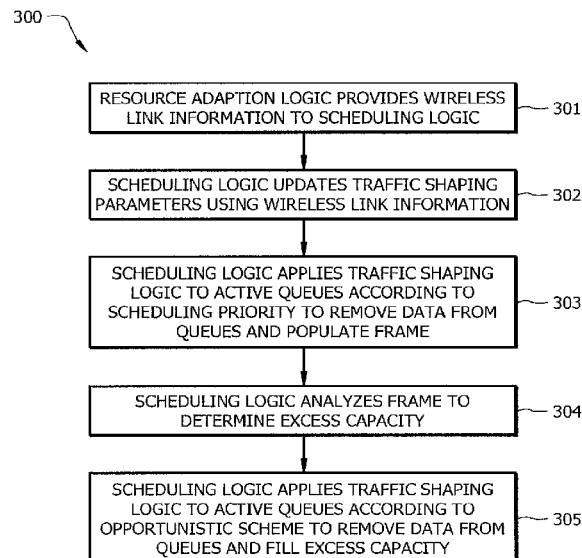 300
RESOURCE ADAPTION LOGIC PROVIDES WIRELESS
LINK INFORMATION TO SCHEDULING LOGIC
301
SCHEDULING LOGIC UPDATES TRAFFIC SHAPING
PARAMETERS USING WIRELESS LINK INFORMATION
302
SCHEDULING LOGIC APPLIES TRAFFIC SHAPING
LOGIC TO ACTIVE QUEUES ACCORDING TO
SCHEDULING PRIORITY TO REMOVE DATA FROM
QUEUES AND POPULATE FRAME
303
SCHEDULING LOGIC ANALYZES FRAME TO
DETERMINE EXCESS CAPACITY
304
SCHEDULING LOGIC APPLIES TRAFFIC SHAPING
LOGIC TO ACTIVE QUEUES ACCORDING TO
OPPORTUNISTIC SCHEME TO REMOVE DATA FROM
QUEUES AND FILL EXCESS CAPACITY
305